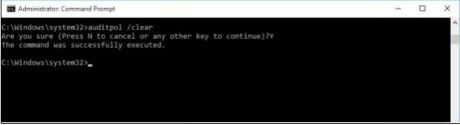 Administrator: Command Prompt
C:\Windows\system32>auditpol /clear
Are you sure (Press N to cancel or any other key to continue)?Y
The command was successfully executed.
C:\Windows\system32>